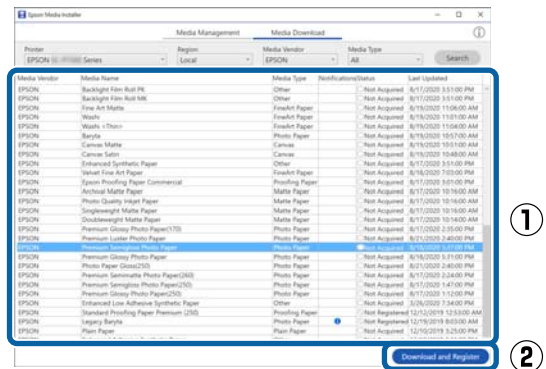 Epson Media Installer
Media Management Media Download
Printer Region Media Vendor Media Type
EPSON Series Local EPSON All Search
Media Vendor Media Name Media Type Notifications Status Last Updated
EPSON Backlight Film Roll PK Other Not Acquired 8/17/2020 3:51:00 PM
EPSON Backlight Film Roll MK Other Not Acquired 8/17/2020 3:51:00 PM
EPSON Fine Art Matte FineArt Paper Not Acquired 8/19/2020 11:06:00 AM
EPSON Washi FineArt Paper Not Acquired 8/19/2020 11:01:00 AM
EPSON Washi <Thin> FineArt Paper Not Acquired 8/19/2020 11:04:00 AM
EPSON Baryta Photo Paper Not Acquired 8/17/2020 10:51:00 AM
EPSON Canvas Matte Canvas Not Acquired 8/19/2020 10:51:00 AM
EPSON Canvas Satin Canvas Not Acquired 8/19/2020 10:48:00 AM
EPSON Enhanced Synthetic Paper Other Not Acquired 8/17/2020 3:51:00 PM
EPSON Velvet Fine Art Paper FineArt Paper Not Acquired 8/18/2020 7:03:00 PM
EPSON Epson Proofing Paper Commercial Proofing Paper Not Acquired 8/17/2020 3:01:00 PM
EPSON Archival Matte Paper Matte Paper Not Acquired 8/17/2020 10:16:00 AM
EPSON Photo Quality Inkjet Paper Matte Paper Not Acquired 8/17/2020 10:16:00 AM
EPSON Singleweight Matte Paper Matte Paper Not Acquired 8/17/2020 10:16:00 AM
EPSON Doubleweight Matte Paper Matte Paper Not Acquired 8/17/2020 10:14:00 AM
EPSON Premium Glossy Photo Paper(170) Photo Paper Not Acquired 8/17/2020 2:35:00 PM
EPSON Premium Luster Photo Paper Photo Paper Not Acquired 8/21/2020 2:40:00 PM
EPSON Premium Semigloss Photo Paper Photo Paper Not Acquired
EPSON Premium Glossy Photo Paper Photo Paper Not Acquired 8/18/2020 5:31:00 PM
EPSON Photo Paper Gloss(250) Photo Paper Not Acquired 8/21/2020 2:40:00 PM
EPSON Premium Semimatte Photo Paper(260) Photo Paper Not Acquired 8/17/2020 2:24:00 PM
EPSON Premium Semigloss Photo Paper(250) Photo Paper Not Acquired 8/17/2020 1:47:00 PM
EPSON Premium Glossy Photo Paper(250) Photo Paper Not Acquired 8/17/2020 1:12:00 PM
EPSON Enhanced Low Adhesive Synthetic Paper Other Not Acquired 3/26/2020 7:34:00 PM
EPSON Standard Proofing Paper Premium (250) Proofing Paper Not Registered 12/12/2019 12:53:00 AM
EPSON Legacy Baryta Photo Paper Not Registered 12/19/2019 8:03:00 AM
EPSON Plain Paper Plain Paper Not Acquired 12/10/2019 3:25:00 PM
①
Download and Register
②